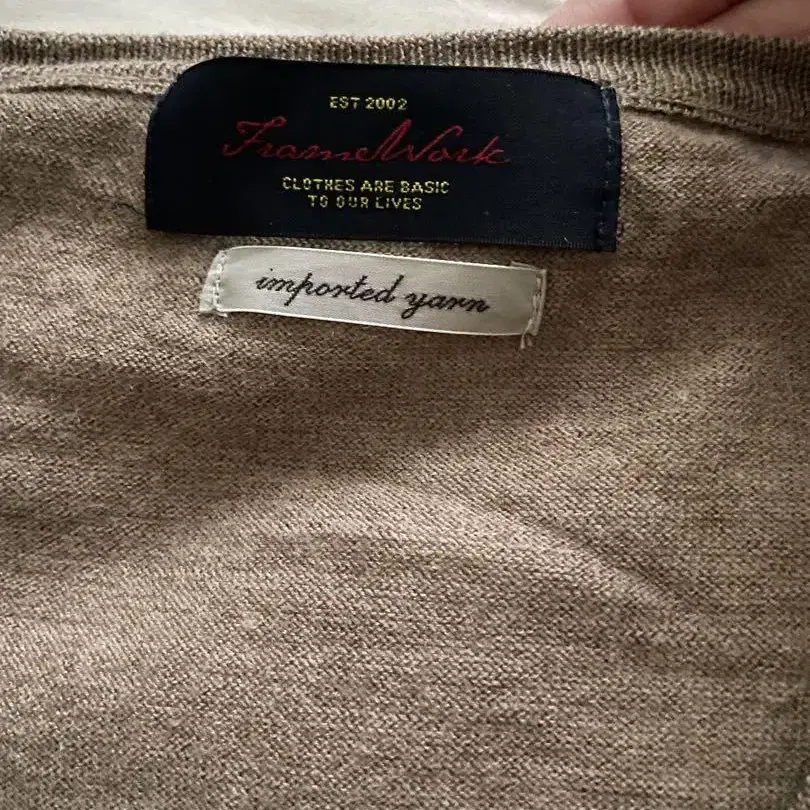 EST 2002
FrameWork
CLOTHES ARE BASIC
TO OUR LIVES
imported yarn